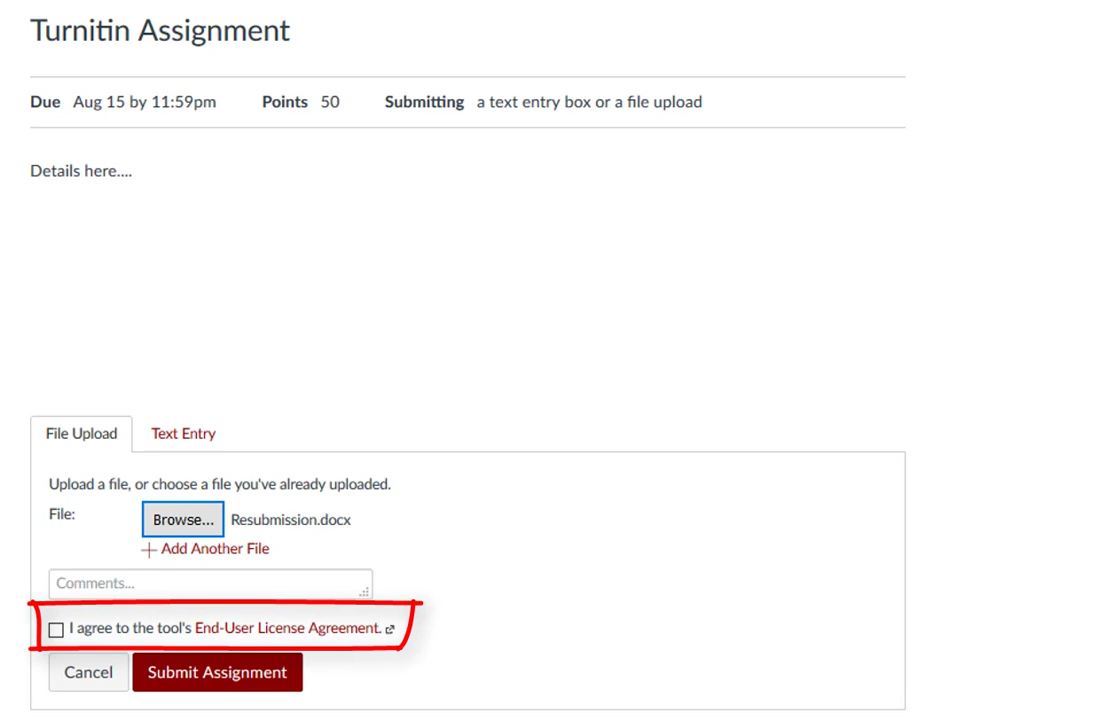 Turnitin Assignment
Due Aug 15 by 11:59pm Points 50 Submitting a text entry box or a file upload
Details here....
File Upload Text Entry
Upload a file, or choose a file you've already uploaded.
File: Browse... Resubmission.docx
+ Add Another File
Comments...
I agree to the tool's End-User License Agreement.
Cancel Submit Assignment